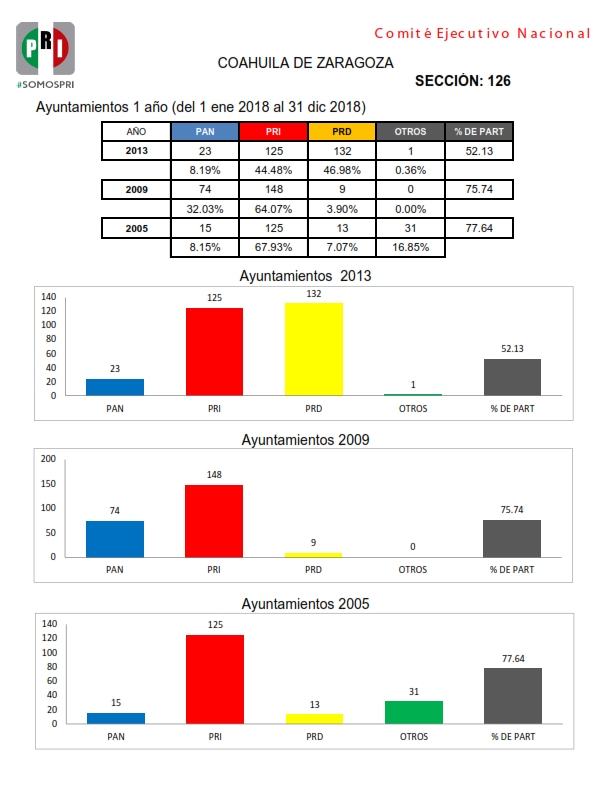 Comité Ejecutivo Nacional
PRI
#SOMOSPRI
COAHUILA DE ZARAGOZA
SECCIÓN: 126
Ayuntamientos 1 año (del 1 ene 2018 al 31 dic 2018)
AÑO PAN PRI PRD OTROS % DE PART
2013 23 125 132 1 52.13
8.19% 44.48% 46.98% 0.36%
2009 74 148 9 0 75.74
32.03% 64.07% 3.90% 0.00%
2005 15 125 13 31 77.64
8.15% 67.93% 7.07% 16.85%
Ayuntamientos 2013
140
120
100
80
60
40
20
0
23 125 132 1 52.13
PAN PRI PRD OTROS % DE PART
Ayuntamientos 2009
200
150
100
50
0
74 148 9 0 75.74
PAN PRI PRD OTROS % DE PART
Ayuntamientos 2005
140
120
100
80
60
40
20
0
15 125 13 31 77.64
PAN PRI PRD OTROS % DE PART